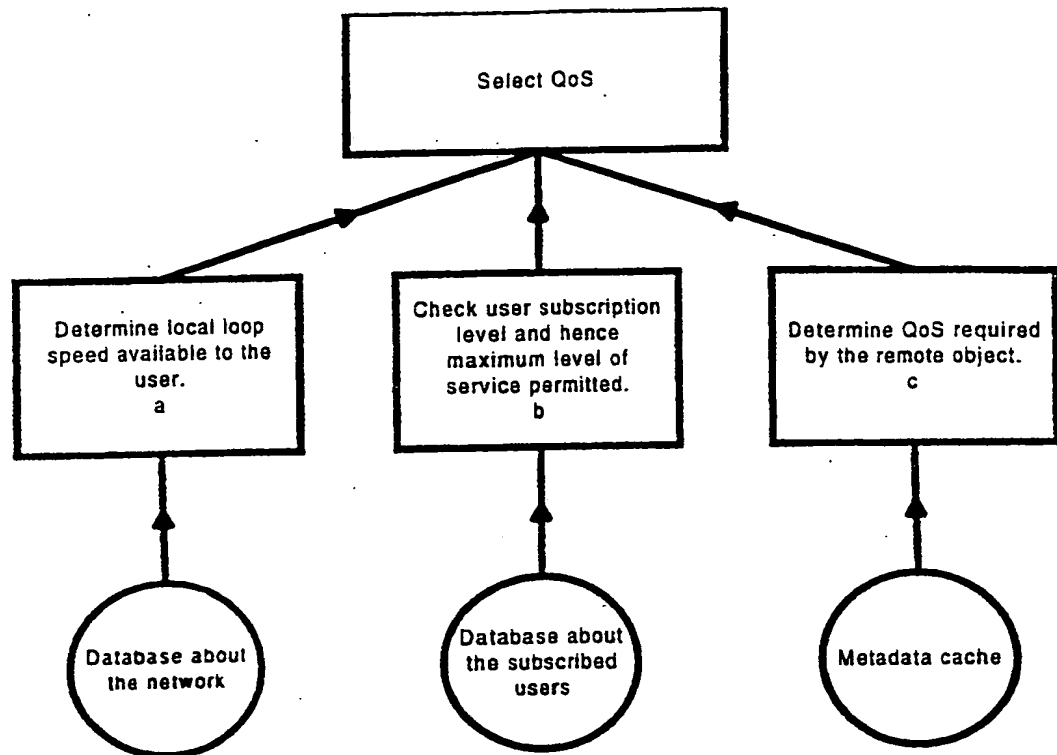 Select QoS
Determine local loop
speed available to the
user.
a
Check user subscription
level and hence
maximum level of
service permitted.
b
Determine QoS required
by the remote object.
c
Database about
the network
Database about
the subscribed
users
Metadata cache